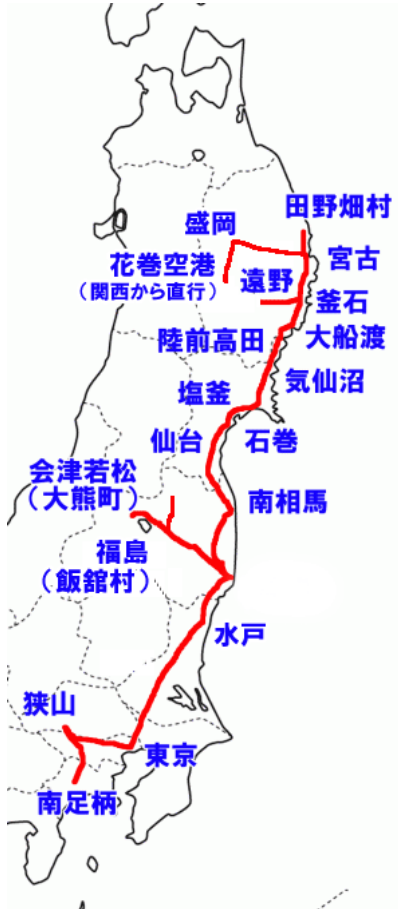 田野畑村
盛岡
宮古
花巻空港
（関西から直行）
遠野
釜石
大船渡
陸前高田
気仙沼
塩釜
仙台
石巻
会津若松
（大熊町）
南相馬
福島
（飯舘村）
水戸
狭山
東京
南足柄